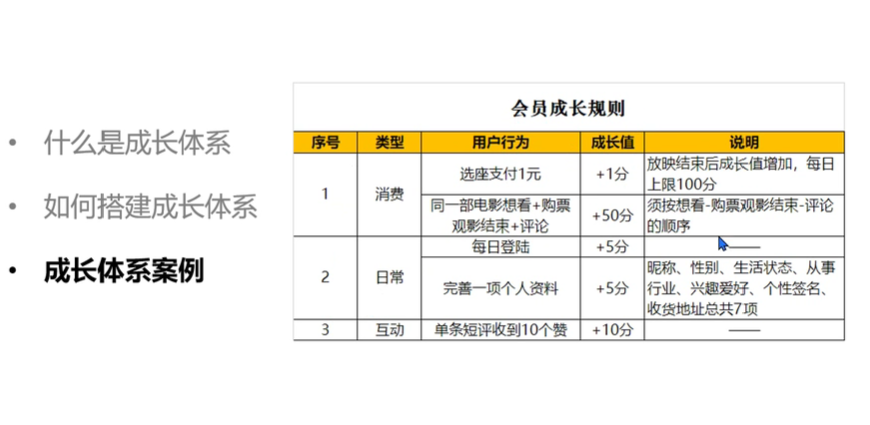 • 什么是成长体系
• 如何搭建成长体系
• 成长体系案例
会员成长规则
序号 类型 用户行为 成长值 说明
1 消费 选座支付1元 +1分 放映结束后成长值增加，每日
上限100分
同一部电影想看+购票
观影结束+评论 +50分 须按想看-购票观影结束-评论
的顺序
2 日常 每日登陆 +5分 ——
完善一项个人资料 +5分 昵称、性别、生活状态、从事
行业、兴趣爱好、个性签名、
收货地址总共7项
3 互动 单条短评收到10个赞 +10分 ——